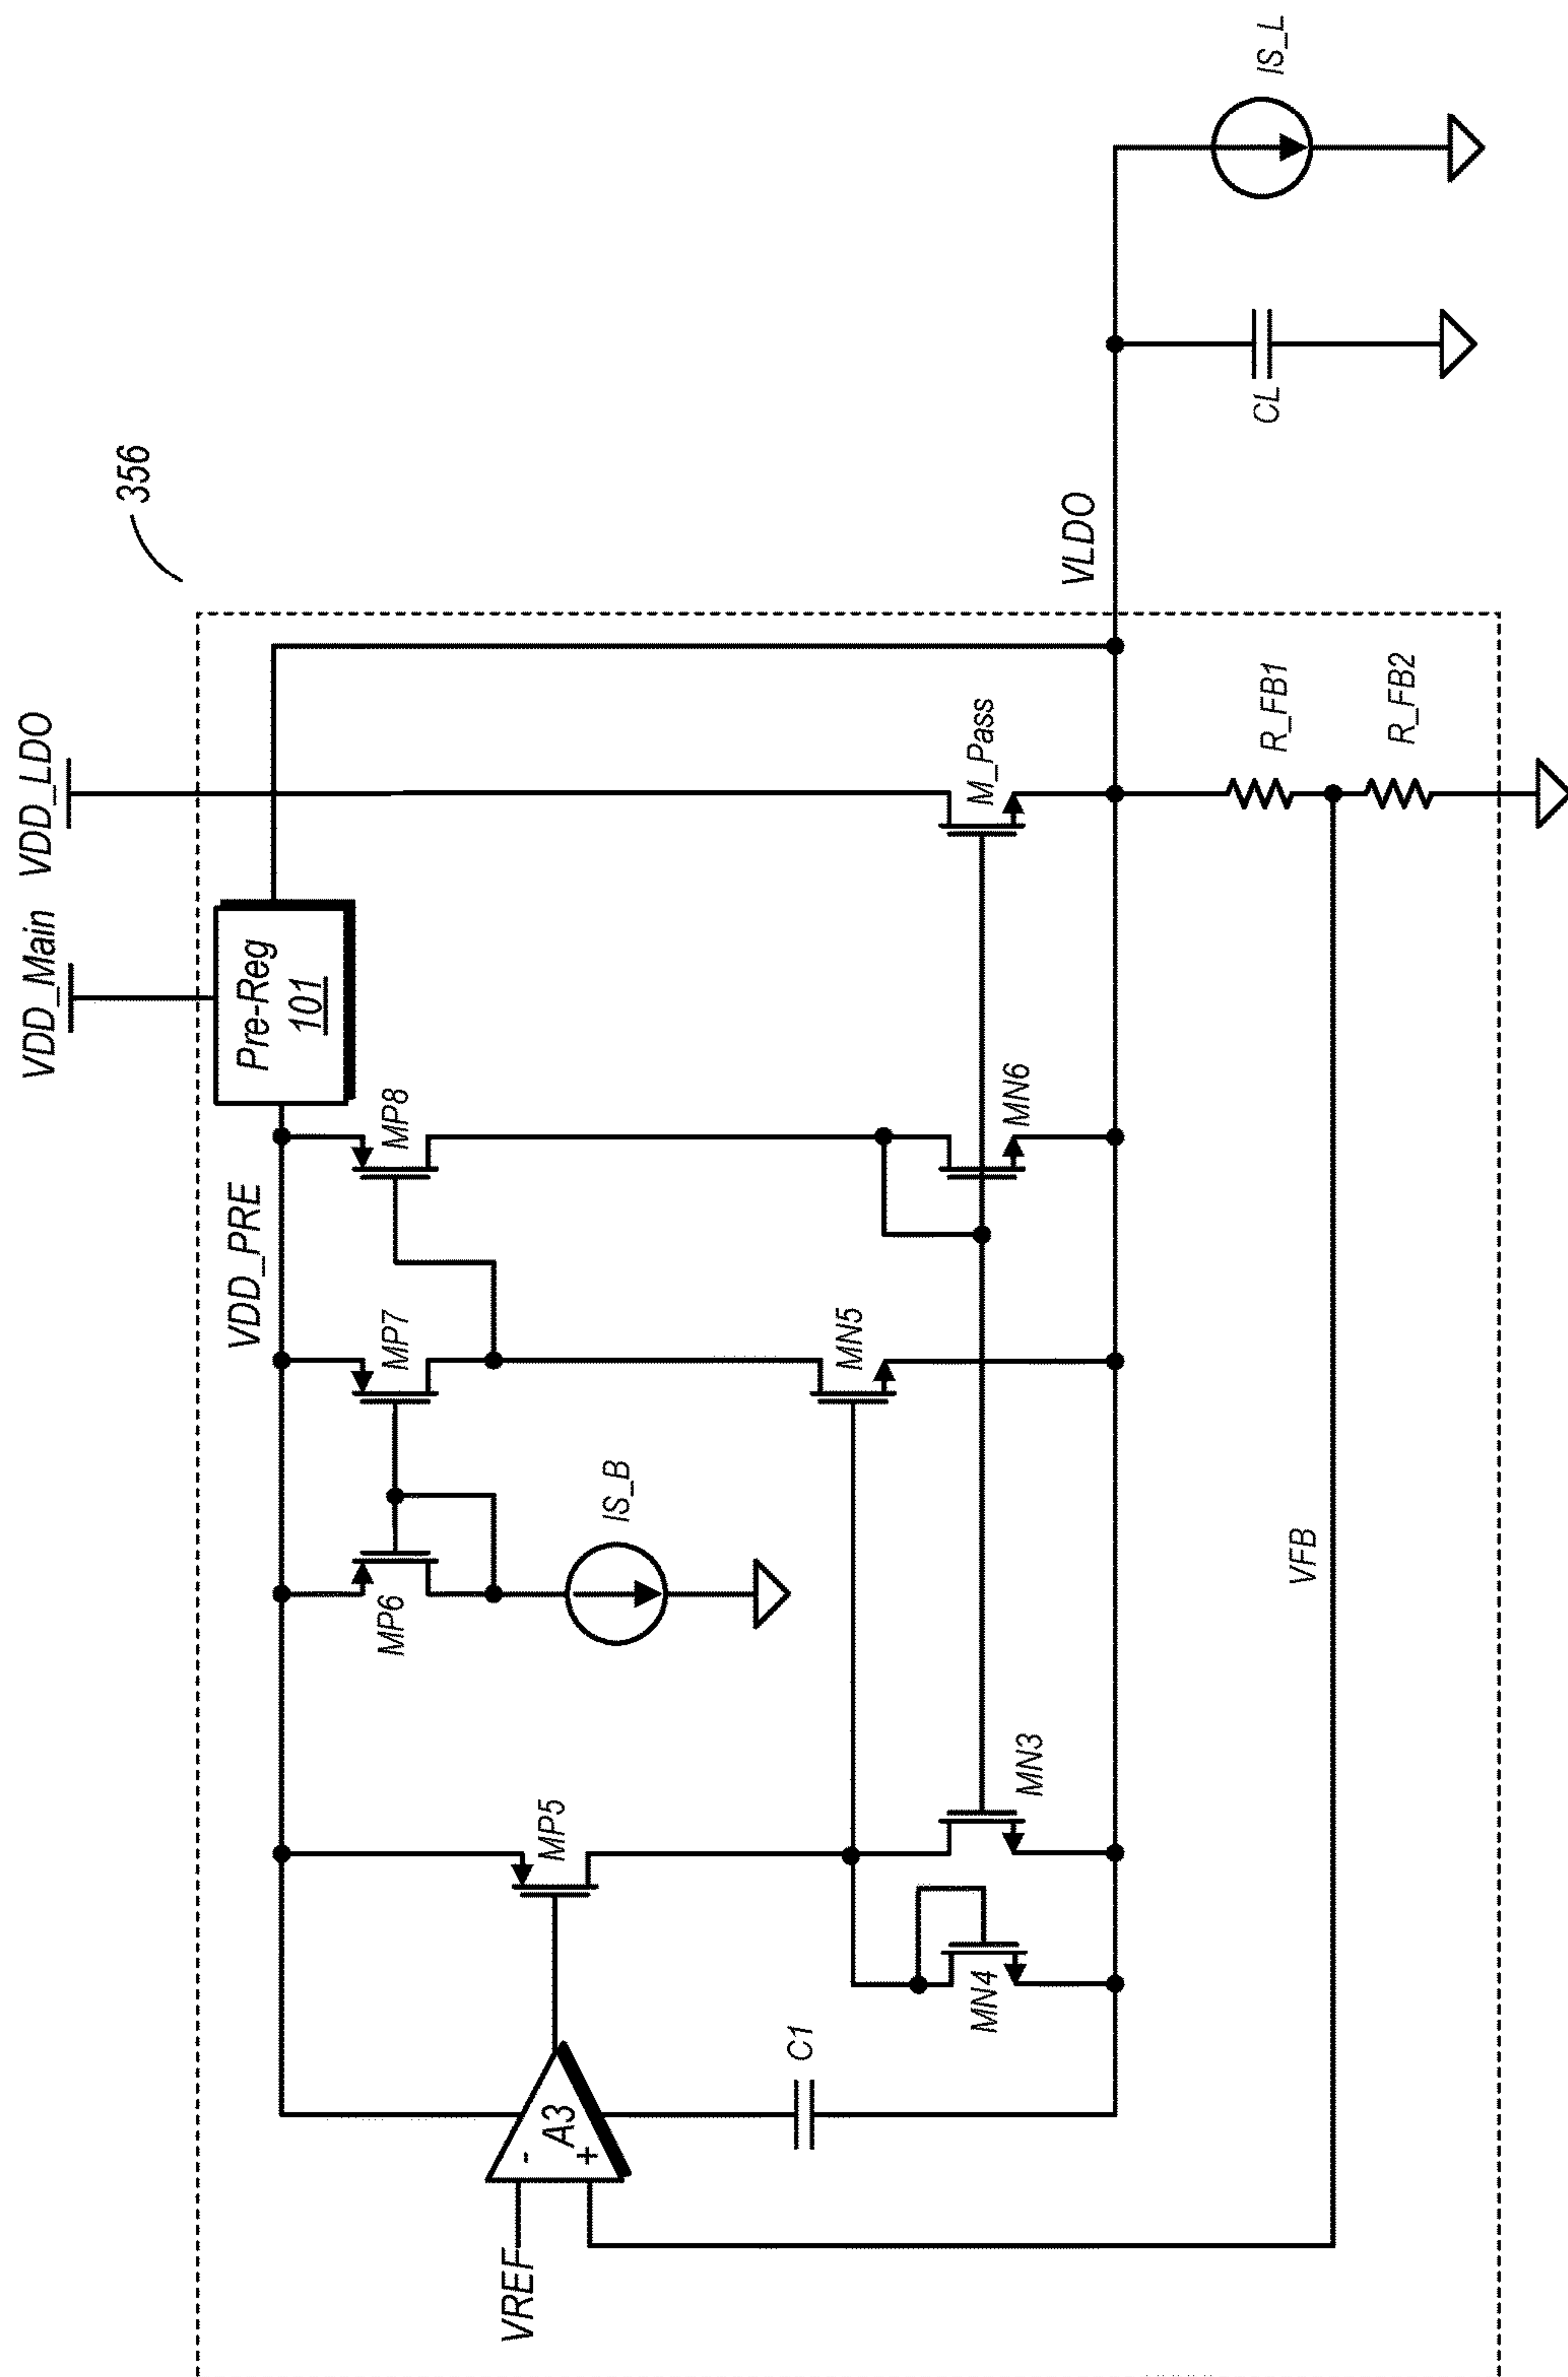 356
VDD_Main
VDD_LDO
Pre-Reg
101
VDD_PRE
MP5
MP6
MP7
MP8
IS_B
VREF
-
A3
+
C1
MN4
MN3
MN5
MN6
M_Pass
VLDO
R_FB1
R_FB2
VFB
CL
IS_L